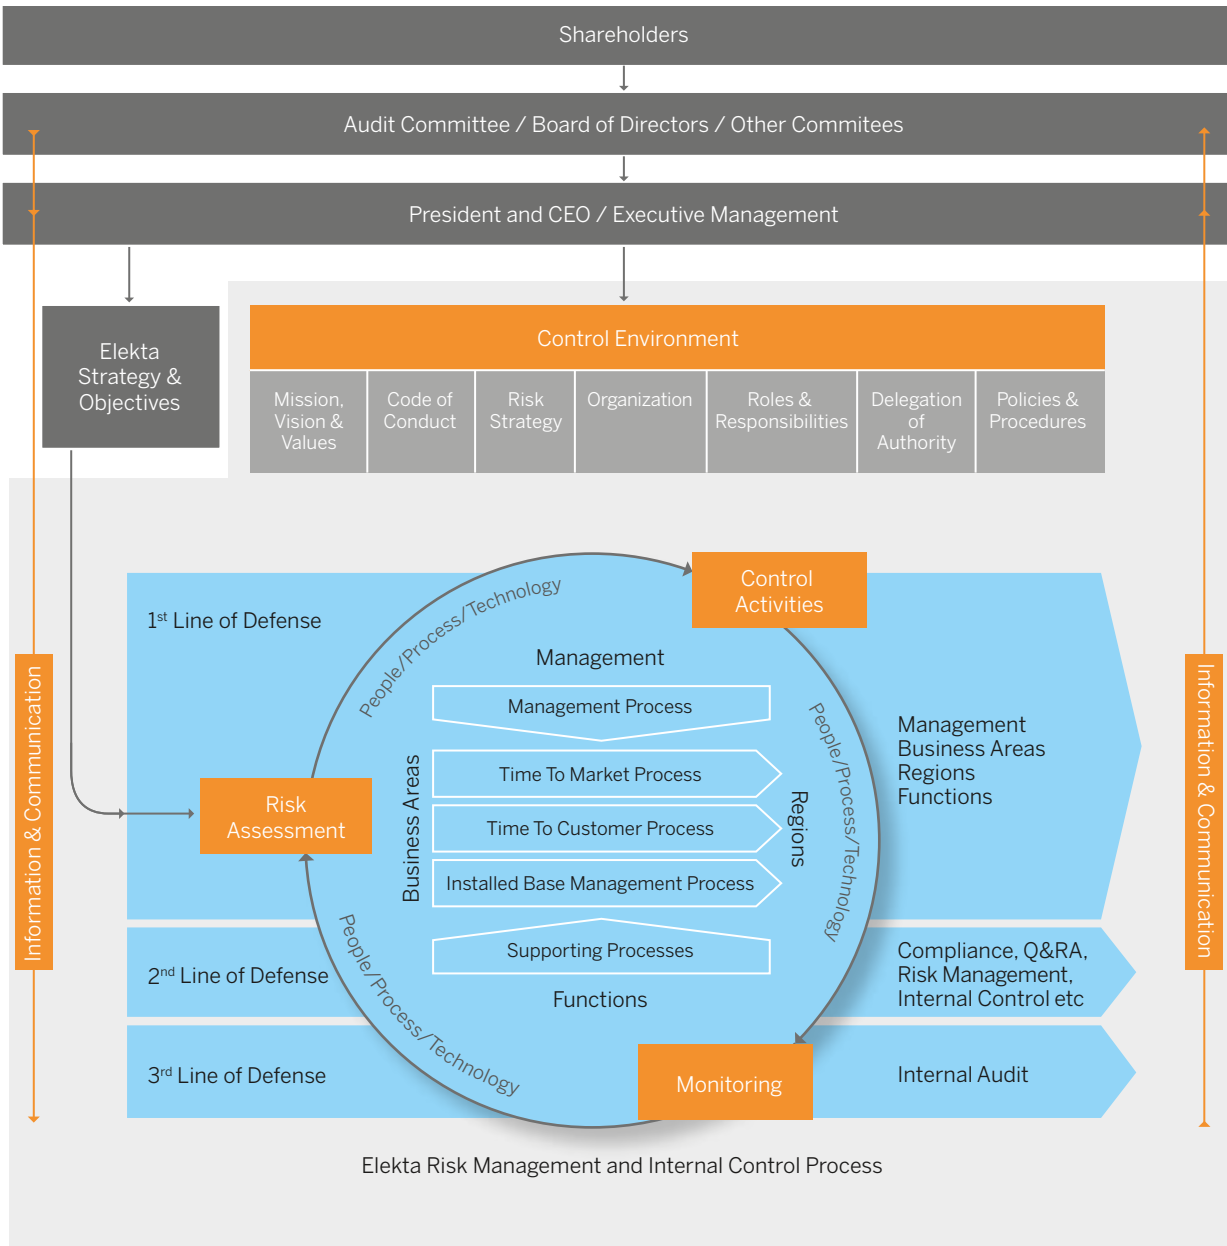 Shareholders
Audit Committee / Board of Directors / Other Commitees
President and CEO / Executive Management
Elekta
Strategy &
Objectives
Control Environment
Mission,
Vision &
Values
Code of
Conduct
Risk
Strategy
Organization
Roles &
Responsibilities
Delegation
of
Authority
Policies &
Procedures
Information & Communication
1st Line of Defense
2nd Line of Defense
3rd Line of Defense
People/Process/Technology
Control
Activities
People/Process/Technology
Monitoring
People/Process/Technology
Risk
Assessment
Management
Management Process
Business Areas
Time To Market Process
Time To Customer Process
Installed Base Management Process
Regions
Supporting Processes
Functions
Management
Business Areas
Regions
Functions
Compliance, Q&RA,
Risk Management,
Internal Control etc
Internal Audit
Information & Communication
Elekta Risk Management and Internal Control Process